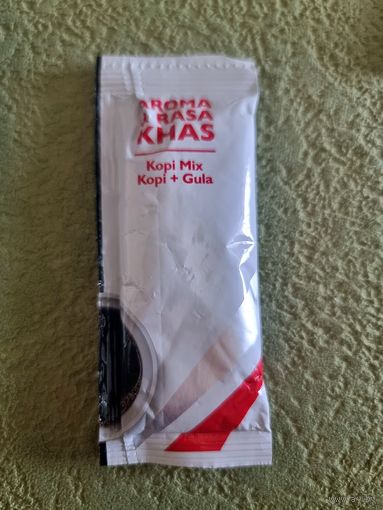 AROMA
RASA
KHAS
Kopi Mix
Kopi + Gula